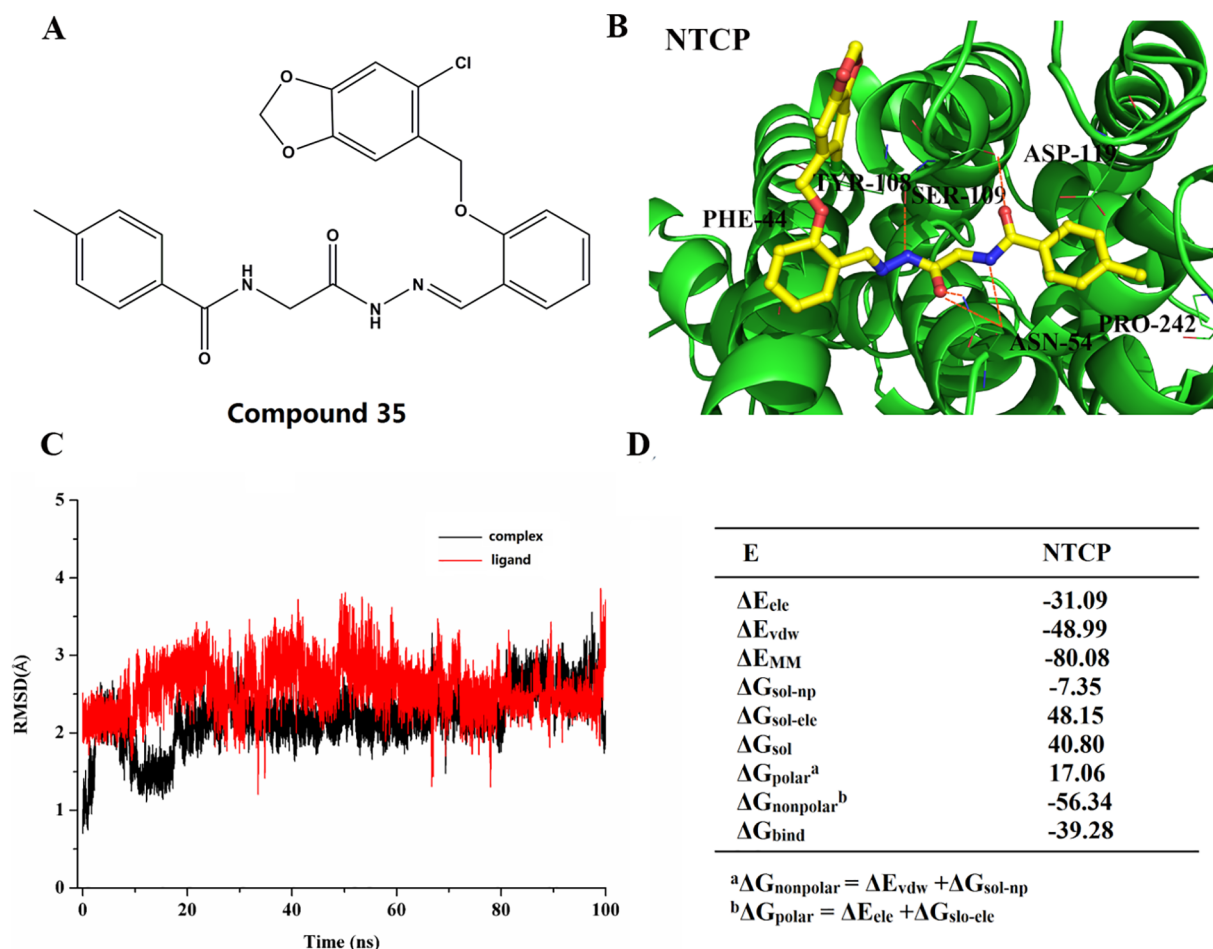 A
Cl
O
O
O
O
H
N
N
N
H
O
Compound 35
B
NTCP
ASP-119
TYR-108
SER-109
PHE-44
PRO-242
ASN-54
C
5
4
3
2
1
0
RMSD(Å)
complex
ligand
0 20 40 60 80 100
Time (ns)
D
E NTCP
ΔEele -31.09
ΔEvdw -48.99
ΔEMM -80.08
ΔGsol-np -7.35
ΔGsol-ele 48.15
ΔGsol 40.80
ΔGpolarᵃ 17.06
ΔGnonpolarᵇ -56.34
ΔGbind -39.28
ᵃΔGnonpolar = ΔEvdw +ΔGsol-np
ᵇΔGpolar = ΔEele +ΔGslo-ele